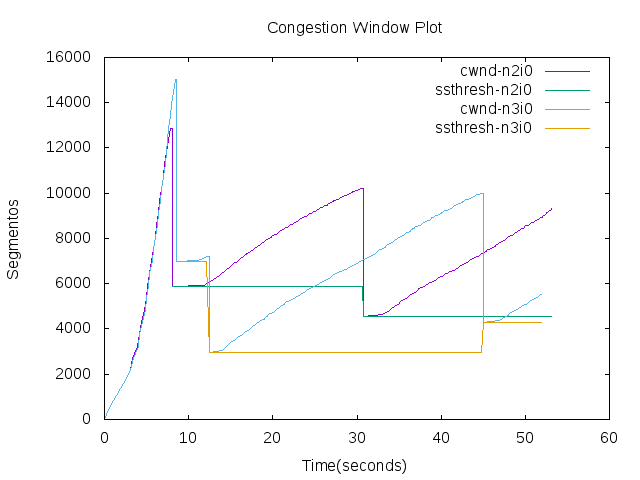 Congestion Window Plot
cwnd-n2i0
ssthresh-n2i0
cwnd-n3i0
ssthresh-n3i0
16000
14000
12000
10000
8000
6000
4000
2000
0
Segmentos
0 10 20 30 40 50 60
Time(seconds)